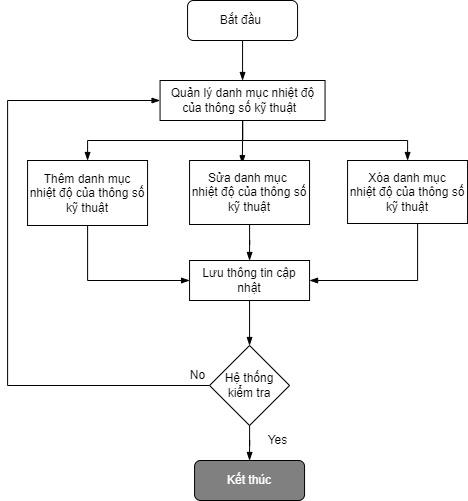 Bắt đầu
Quản lý danh mục nhiệt độ
của thông số kỹ thuật
Thêm danh mục
nhiệt độ của thông số
kỹ thuật
Sửa danh mục
nhiệt độ của thông số
kỹ thuật
Xóa danh mục
nhiệt độ của thông số
kỹ thuật
Lưu thông tin cập
nhật
No
Hệ thống
kiểm tra
Yes
Kết thúc